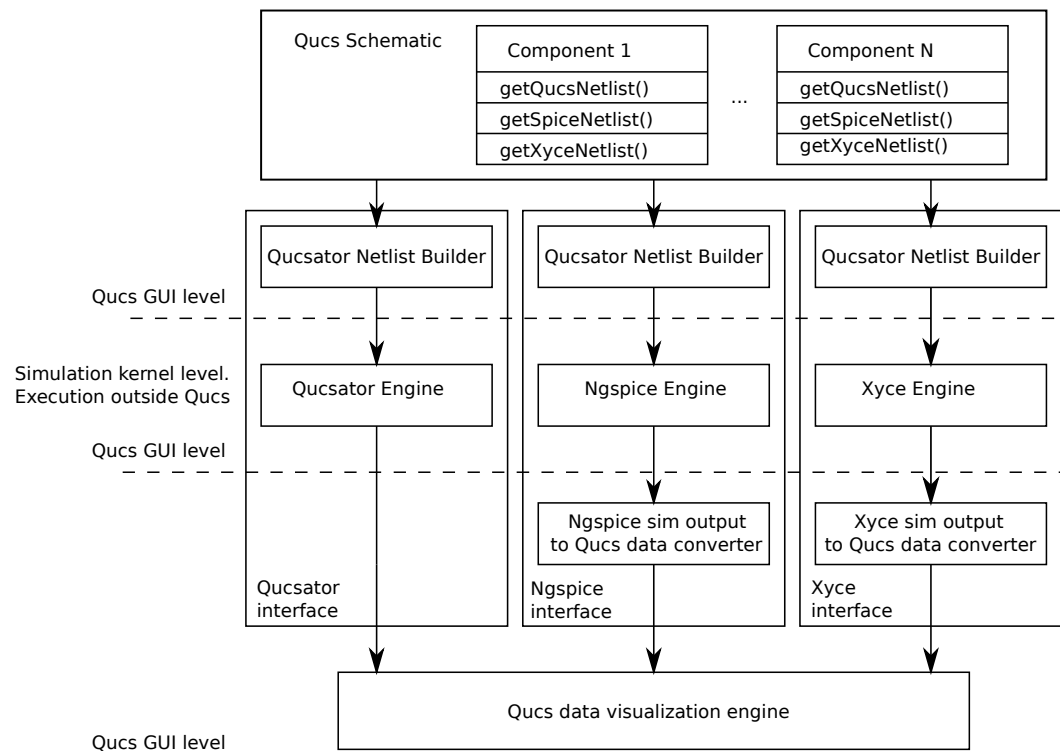 Qucs Schematic
Component 1
getQucsNetlist()
getSpiceNetlist()
getXyceNetlist()
...
Component N
getQucsNetlist()
getSpiceNetlist()
getXyceNetlist()
Qucsator Netlist Builder
Qucsator Netlist Builder
Qucsator Netlist Builder
Qucs GUI level
Simulation kernel level.
Execution outside Qucs
Qucsator Engine
Ngspice Engine
Xyce Engine
Qucs GUI level
Ngspice sim output
to Qucs data converter
Xyce sim output
to Qucs data converter
Qucsator
interface
Ngspice
interface
Xyce
interface
Qucs data visualization engine
Qucs GUI level